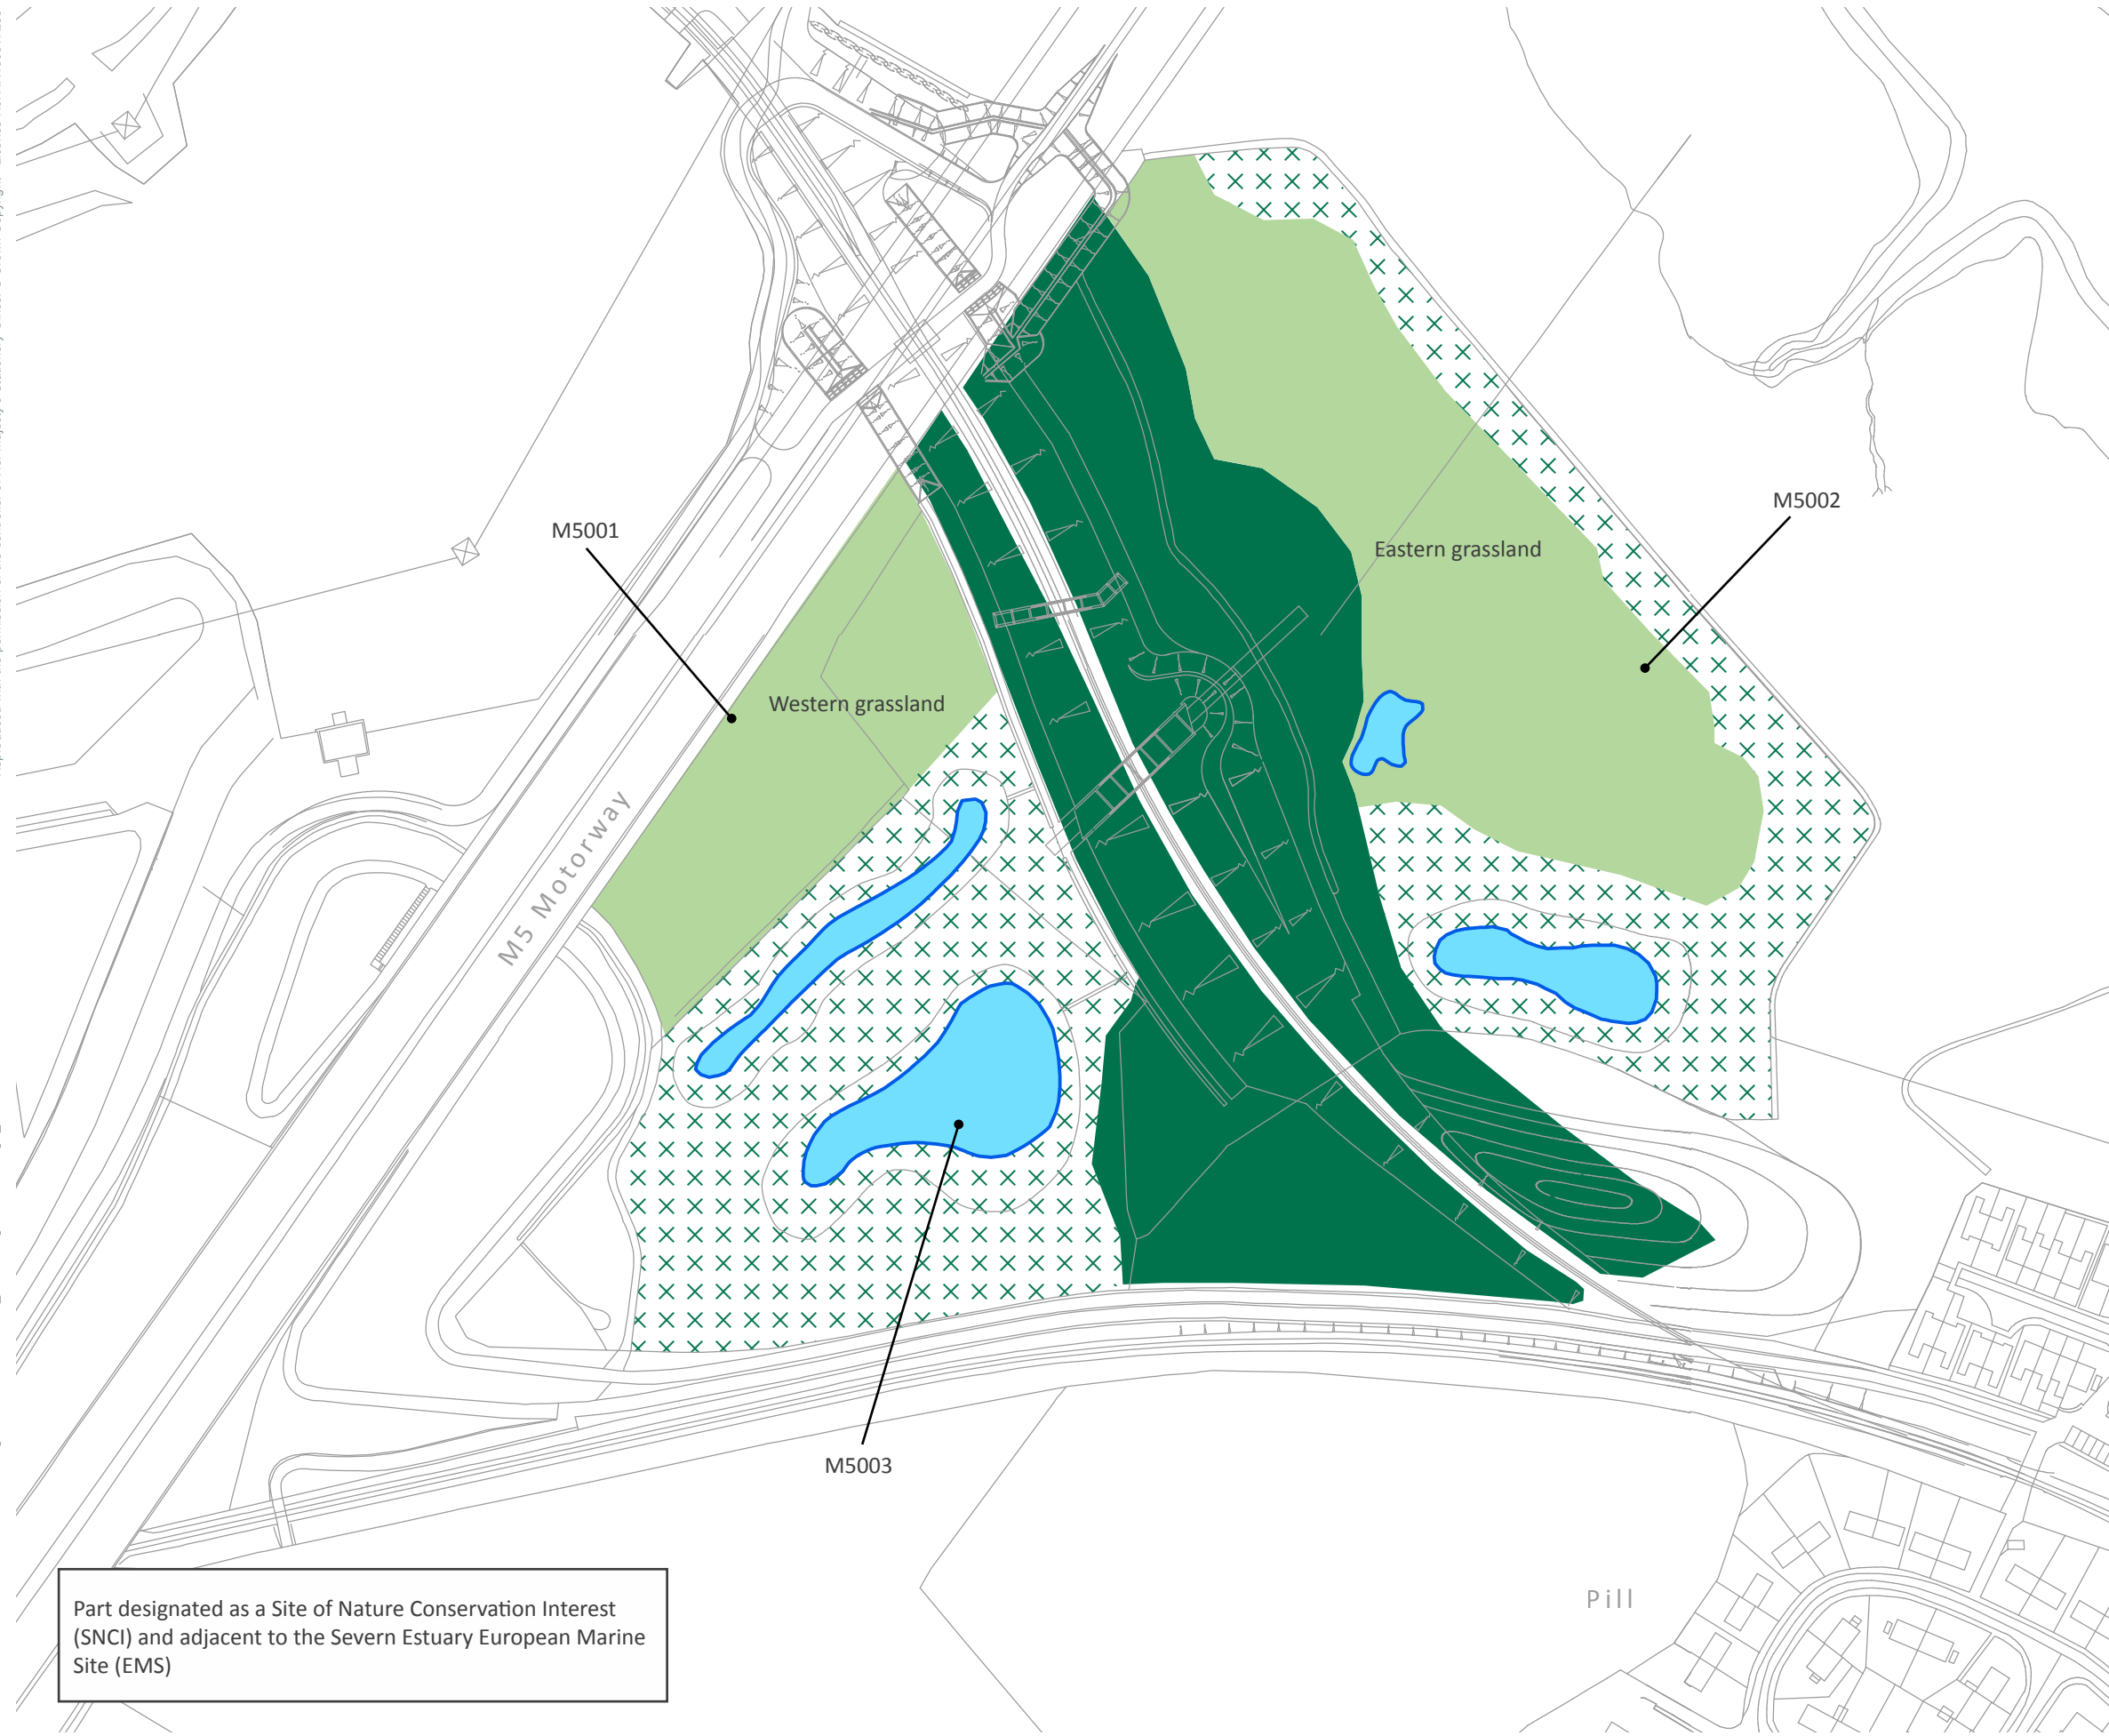 M5002
M5001
Eastern grassland
Western grassland
M5 Motorway
M5003
Part designated as a Site of Nature Conservation Interest
(SNCI) and adjacent to the Severn Estuary European Marine
Site (EMS)
Pill